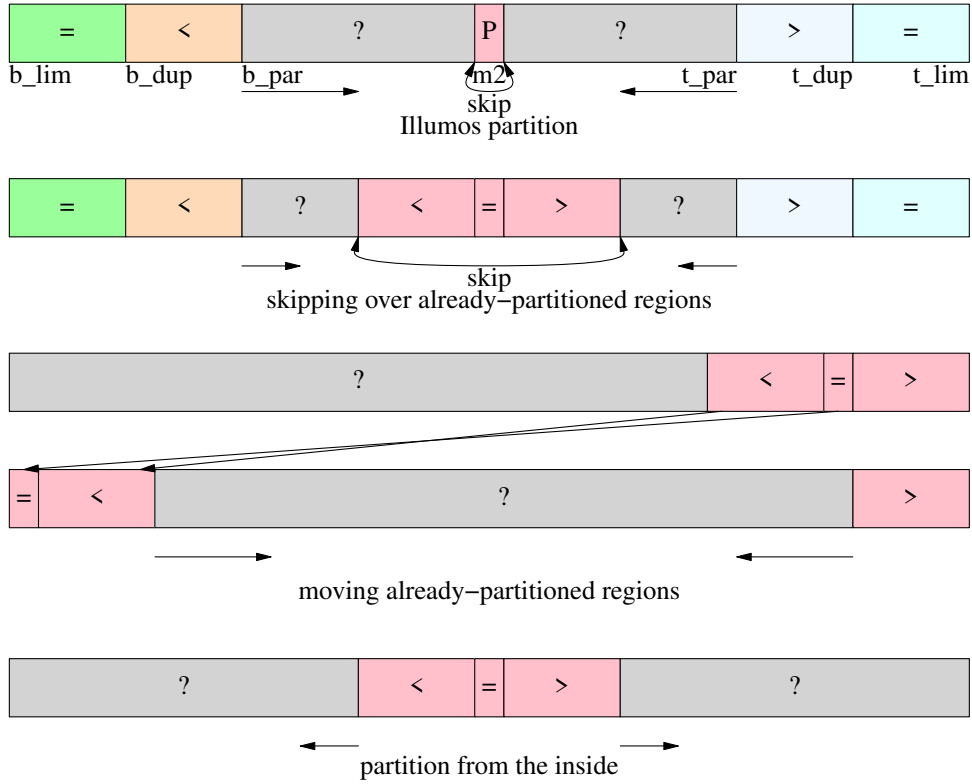 = < ? P ? > =
b_lim b_dup b_par m2 t_par t_dup t_lim
skip
Illumos partition
= < ? < = > ? > =
skip
skipping over already−partitioned regions
? < = >
= < ? >
moving already−partitioned regions
? < = > ?
partition from the inside